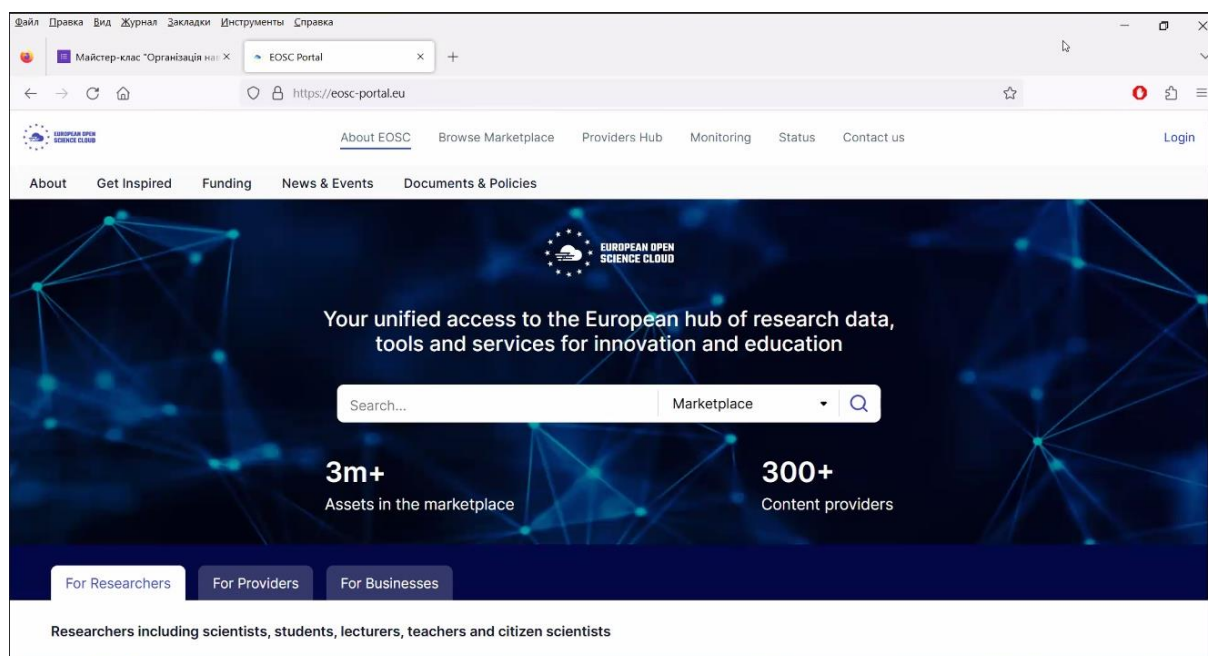 Файл Правка Вид Журнал Закладки Инструменты Справка
Майстер-клас "Організація
EOSC Portal
https://eosc-portal.eu
EUROPEAN OPEN
SCIENCE CLOUD
About EOSC Browse Marketplace Providers Hub Monitoring Status Contact us Login
About Get Inspired Funding News & Events Documents & Policies
EUROPEAN OPEN
SCIENCE CLOUD
Your unified access to the European hub of research data,
tools and services for innovation and education
Search... Marketplace
3m+ 300+
Assets in the marketplace Content providers
For Researchers For Providers For Businesses
Researchers including scientists, students, lecturers, teachers and citizen scientists